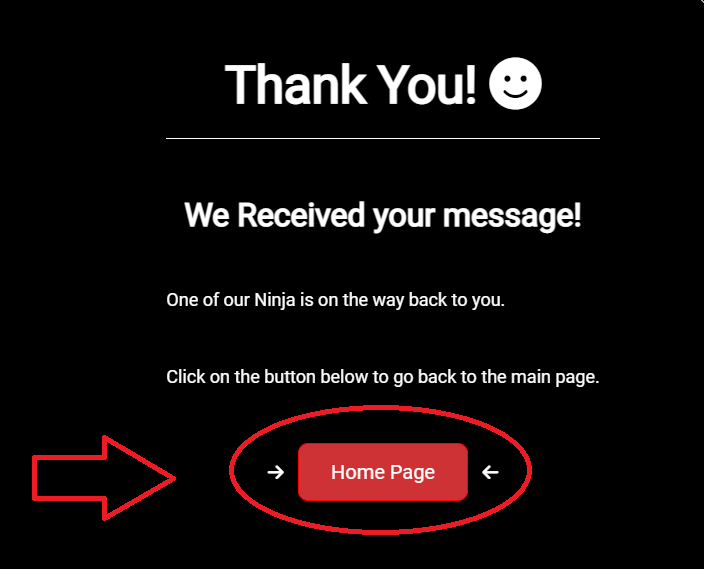 Thank You!
We Received your message!
One of our Ninja is on the way back to you.
Click on the button below to go back to the main page.
Home Page